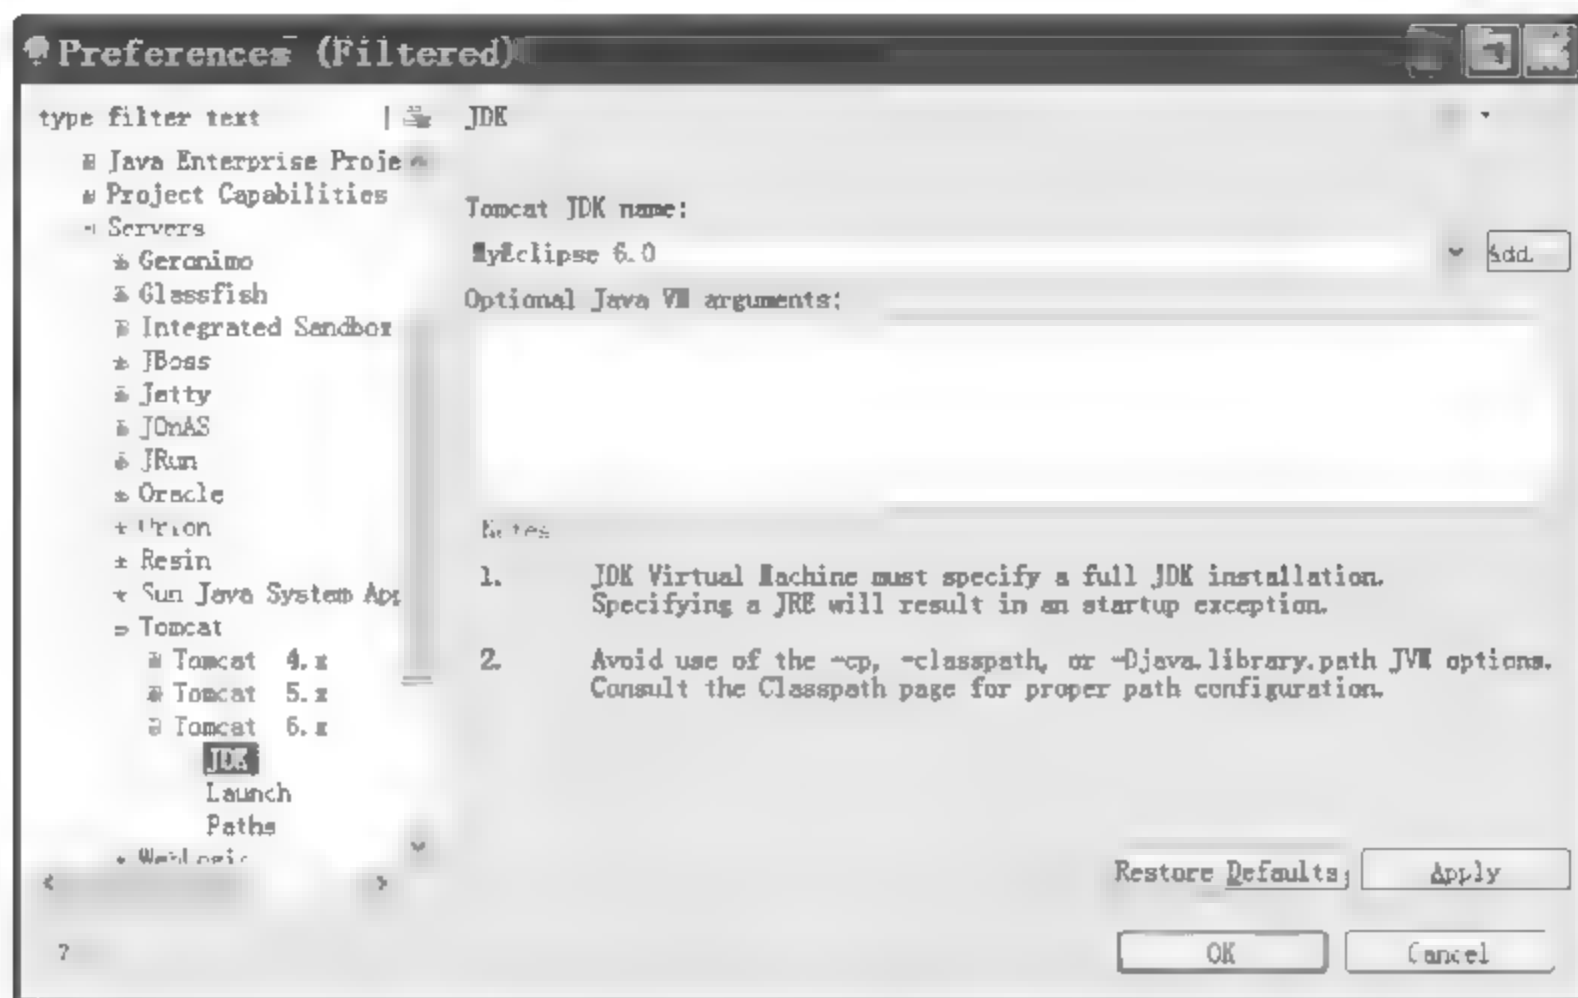 Preferences (Filtered)
type filter text
JDK
Java Enterprise Proje
Project Capabilities
Servers
Geronimo
Glassfish
Integrated Sandbox
JBoss
Jetty
JOnAS
JRun
Oracle
Orion
Resin
Sun Java System App
Tomcat
Tomcat 4.x
Tomcat 5.x
Tomcat 6.x
JDK
Launch
Paths
WebLogic
Tomcat JDK name:
MyEclipse 6.0
Add.
Optional Java VM arguments:
Notes
1. JDK Virtual Machine must specify a full JDK installation.
Specifying a JRE will result in an startup exception.
2. Avoid use of the -cp, -classpath, or -Djava.library.path JVM options.
Consult the Classpath page for proper path configuration.
Restore Defaults
Apply
?
OK
Cancel